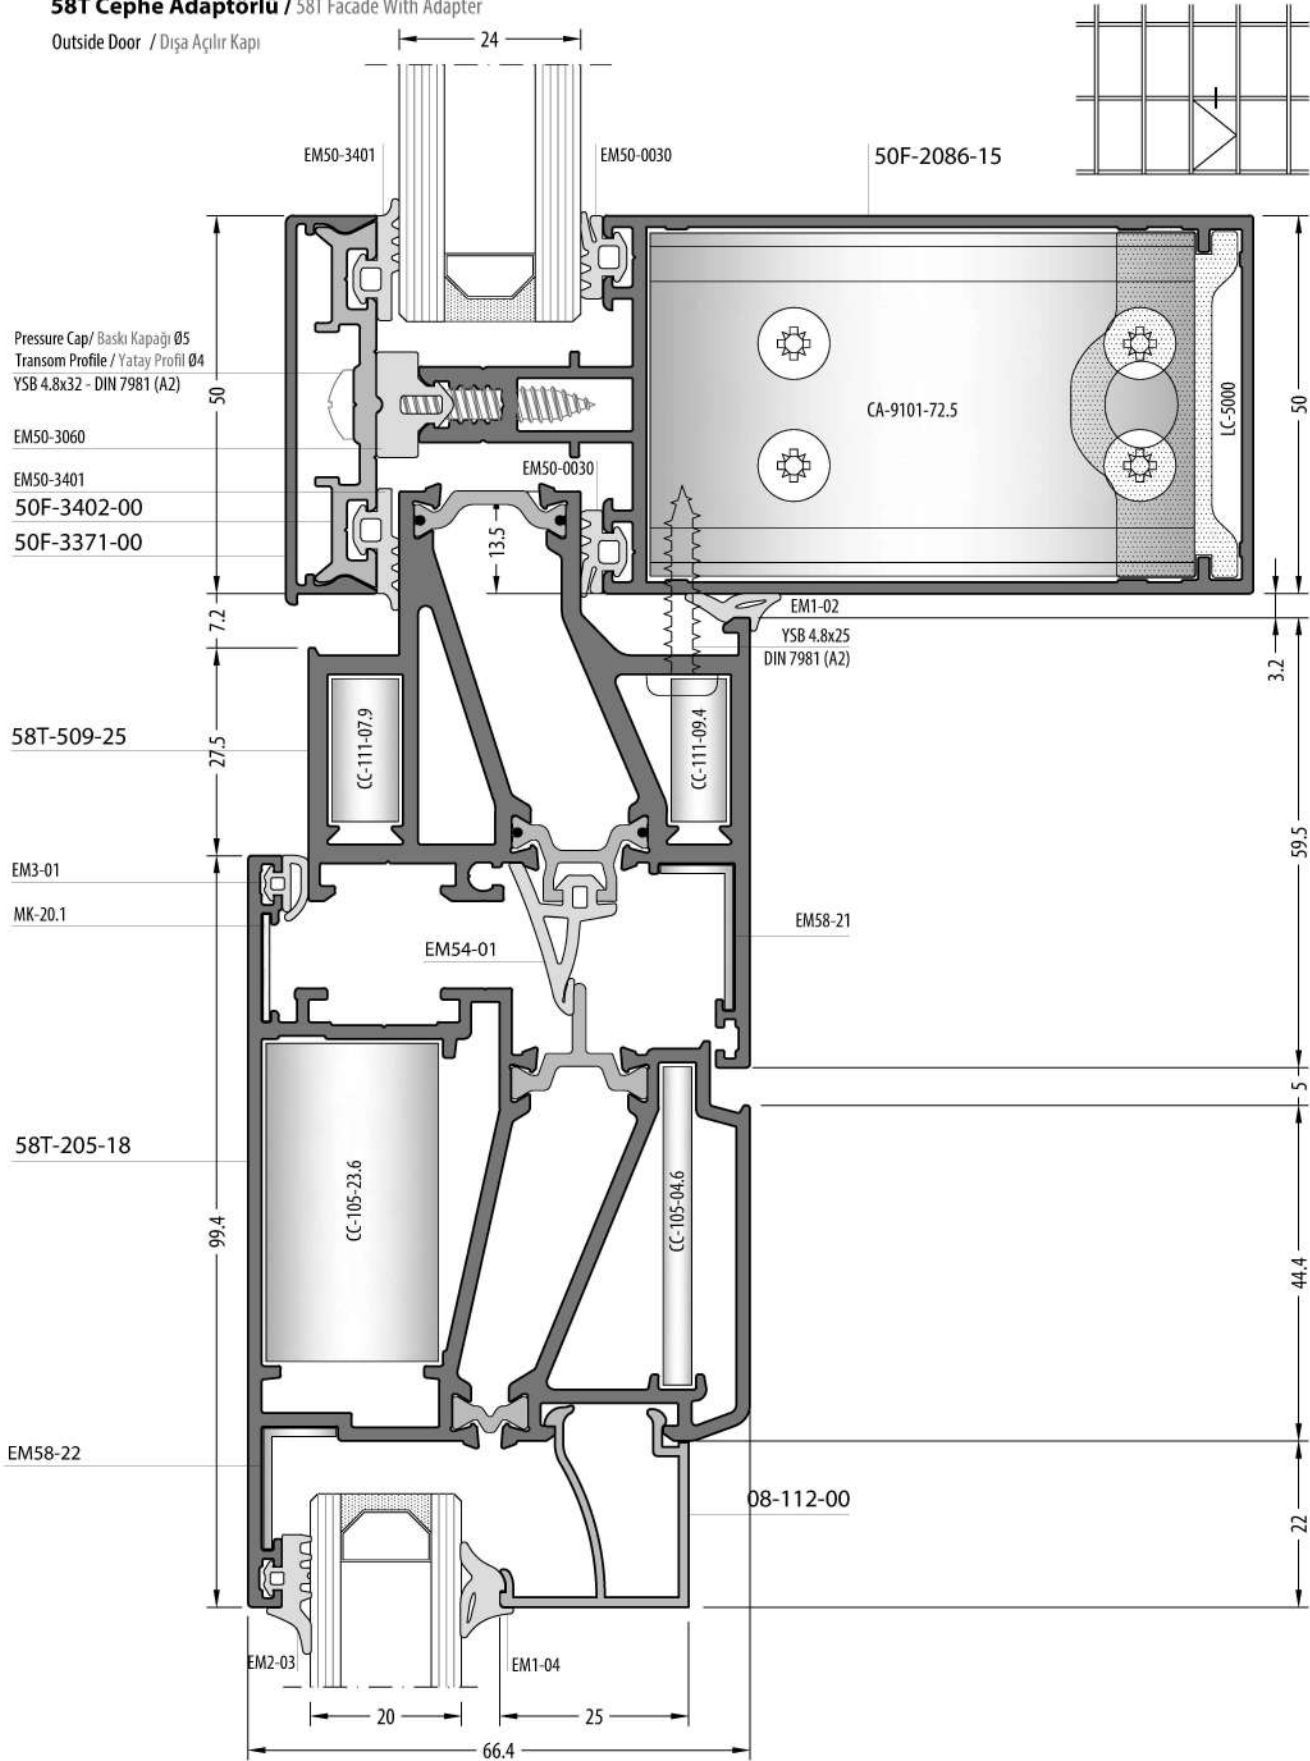 58T Cephe Adaptörlü / 58T Facade With Adapter
Outside Door / Dışa Açılır Kapı
24
EM50-3401
EM50-0030
50F-2086-15
Pressure Cap/ Baskı Kapağı Ø5
Transom Profile / Yatay Profil Ø4
YSB 4.8x32 - DIN 7981 (A2)
50
CA-9101-72.5
LC-5000
50
EM50-3060
EM50-3401
EM50-0030
50F-3402-00
50F-3371-00
13.5
7.2
EM1-02
YSB 4.8x25
DIN 7981 (A2)
3.2
58T-509-25
27.5
CC-111-07.9
CC-111-09.4
59.5
EM3-01
MK-20.1
EM54-01
EM58-21
5
58T-205-18
99.4
CC-105-23.6
CC-105-04.6
44.4
EM58-22
08-112-00
22
EM2-03
EM1-04
20
25
66.4